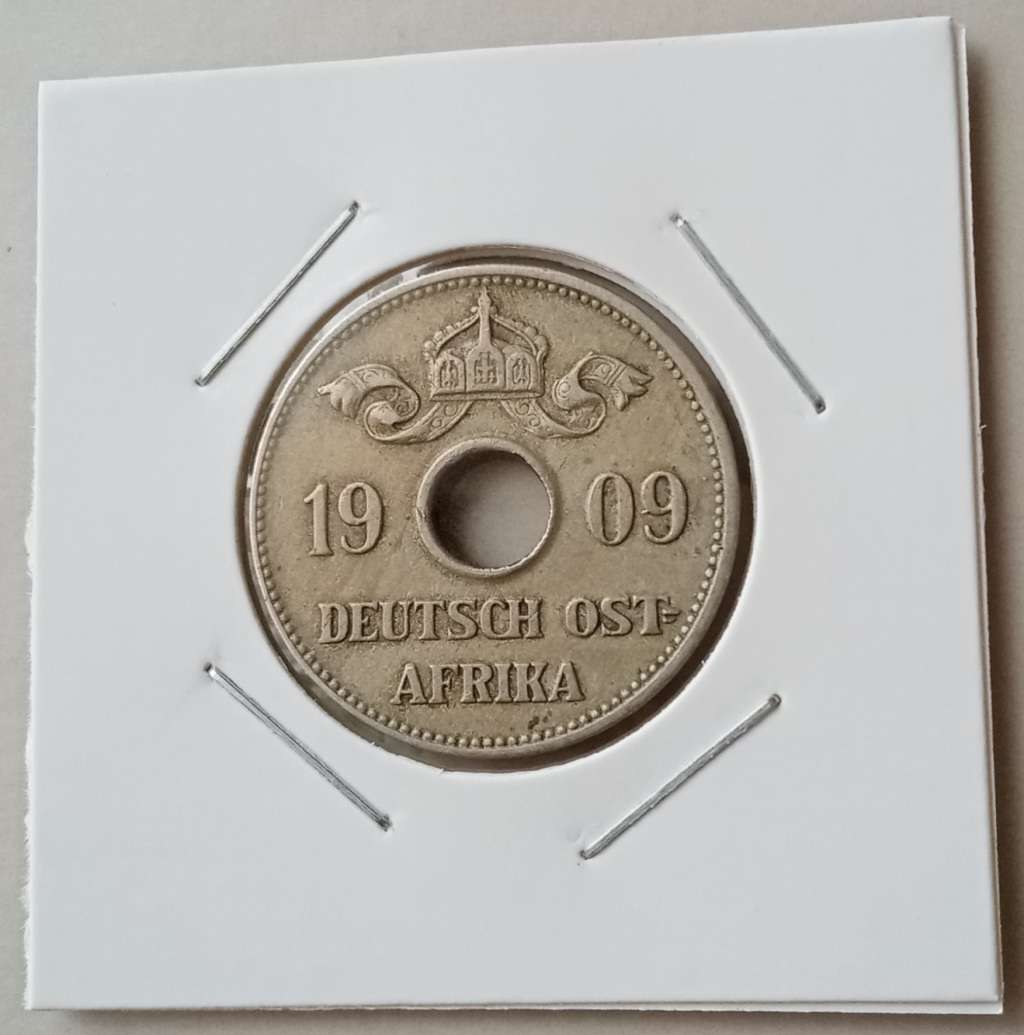 19 09
DEUTSCH OST-
AFRIKA